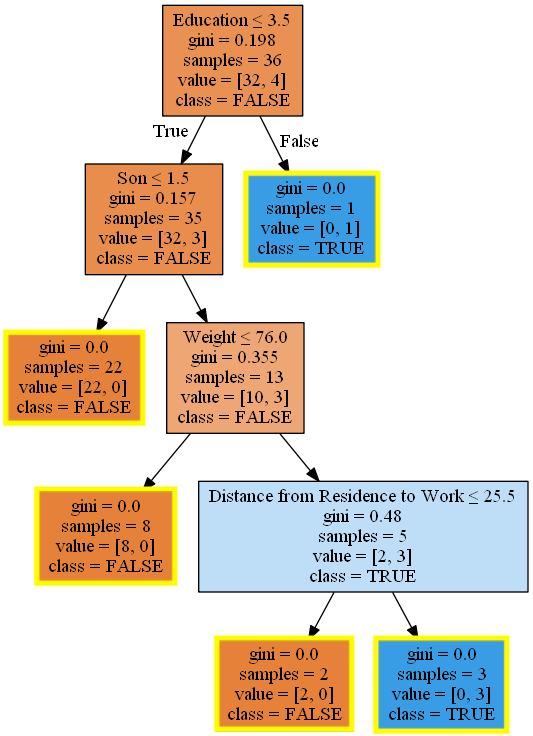 Education ≤ 3.5
gini = 0.198
samples = 36
value = [32, 4]
class = FALSE
True
False
Son ≤ 1.5
gini = 0.157
samples = 35
value = [32, 3]
class = FALSE
gini = 0.0
samples = 1
value = [0, 1]
class = TRUE
gini = 0.0
samples = 22
value = [22, 0]
class = FALSE
Weight ≤ 76.0
gini = 0.355
samples = 13
value = [10, 3]
class = FALSE
gini = 0.0
samples = 8
value = [8, 0]
class = FALSE
Distance from Residence to Work ≤ 25.5
gini = 0.48
samples = 5
value = [2, 3]
class = TRUE
gini = 0.0
samples = 2
value = [2, 0]
class = FALSE
gini = 0.0
samples = 3
value = [0, 3]
class = TRUE